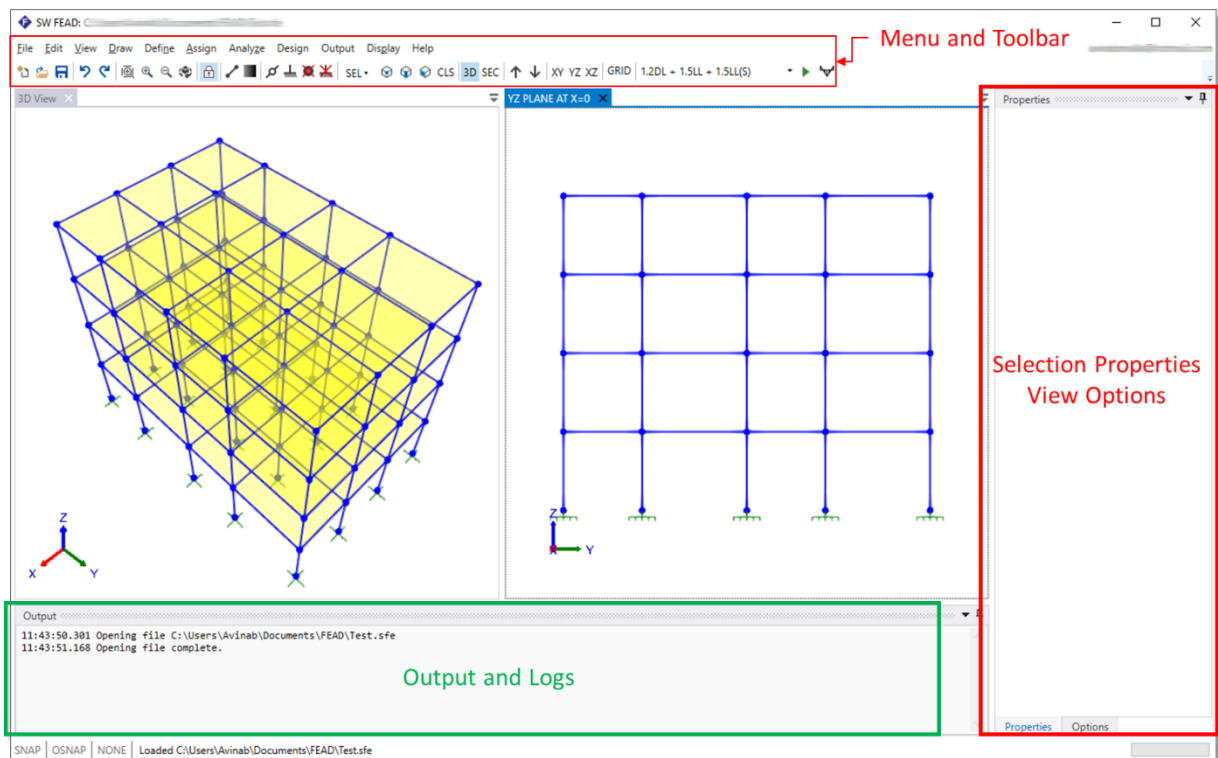 SW FEAD: C
File Edit View Draw Define Assign Analyze Design Output Display Help
Menu and Toolbar
SEL CLS 3D SEC XY YZ XZ GRID 1.2DL + 1.5LL + 1.5LL(S)
3D View
YZ PLANE AT X=0
Properties
Z
X
Y
Z
X
Y
Selection Properties
View Options
Output
11:43:50.301 Opening file C:\Users\Avinab\Documents\FEAD\Test.sfe
11:43:51.168 Opening file complete.
Output and Logs
Properties Options
SNAP OSNAP NONE Loaded C:\Users\Avinab\Documents\FEAD\Test.sfe